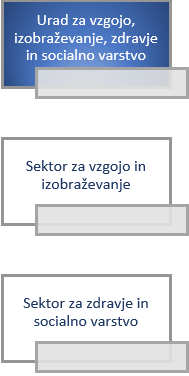 Urad za vzgojo,
izobraževanje, zdravje
in socialno varstvo
Sektor za vzgojo in
izobraževanje
Sektor za zdravje in
socialno varstvo